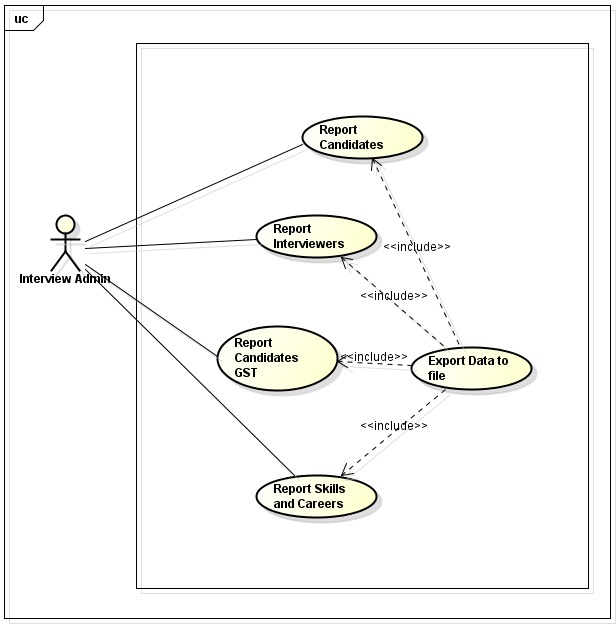 uc
Report
Candidates
Report
Interviewers
<<include>>
Interview Admin
<<include>>
Report
Candidates
GST
<<include>>
Export Data to
file
<<include>>
Report Skills
and Careers